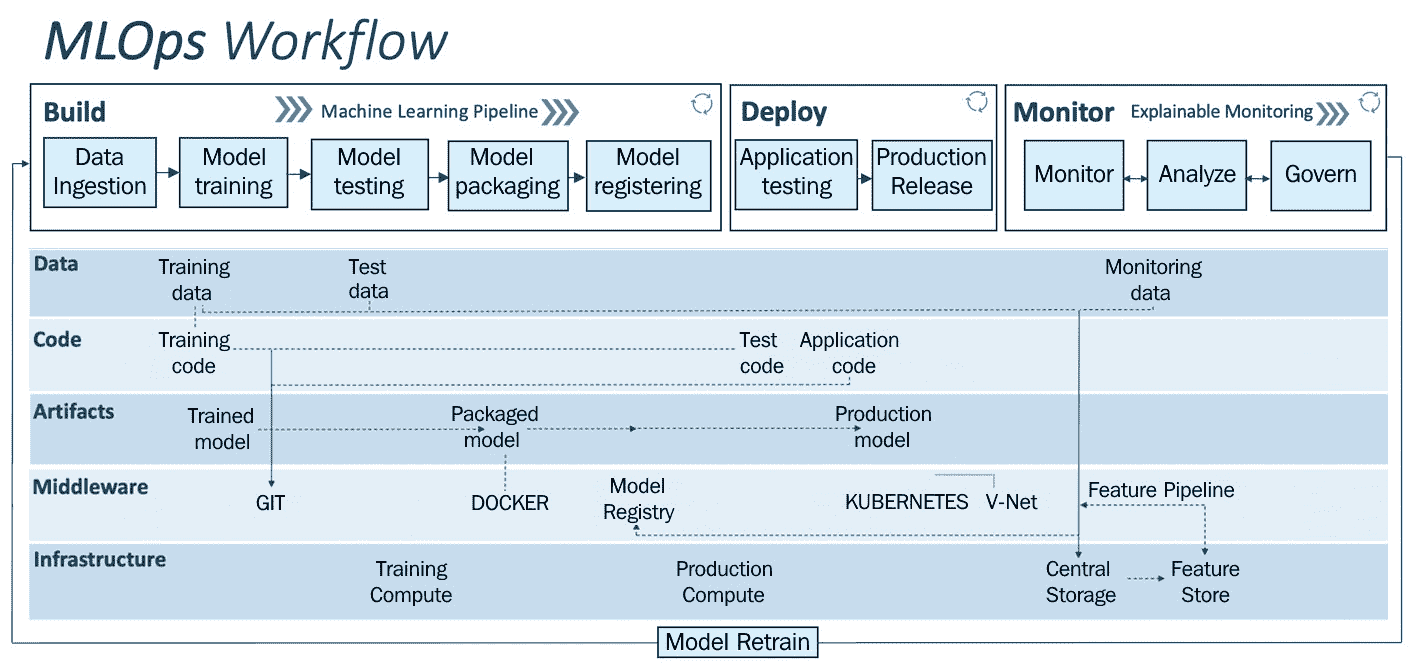 MLOps Workflow
Build
Machine Learning Pipeline
Data
Ingestion
Model
training
Model
testing
Model
packaging
Model
registering
Deploy
Application
testing
Production
Release
Monitor
Explainable Monitoring
Monitor
Analyze
Govern
Data
Training
data
Test
data
Monitoring
data
Code
Training
code
Test
code
Application
code
Artifacts
Trained
model
Packaged
model
Production
model
Middleware
GIT
DOCKER
Model
Registry
KUBERNETES
V-Net
Feature Pipeline
Infrastructure
Training
Compute
Production
Compute
Central
Storage
Feature
Store
Model Retrain